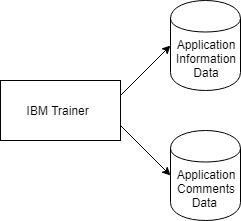 Application
Information
Data
IBM Trainer
Application
Comments
Data